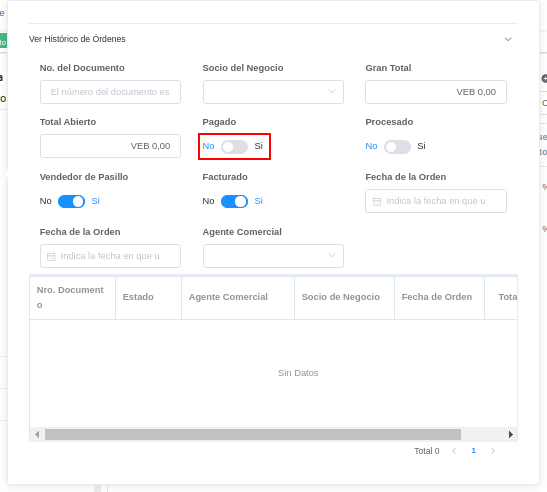 Ver Histórico de Órdenes
No. del Documento
Socio del Negocio
Gran Total
El número del documento es
VEB 0,00
Total Abierto
Pagado
Procesado
VEB 0,00
No Si
No Si
Vendedor de Pasillo
Facturado
Fecha de la Orden
No Si
No Si
Indica la fecha en que u
Fecha de la Orden
Agente Comercial
Indica la fecha en que u
Nro. Document
o
Estado
Agente Comercial
Socio de Negocio
Fecha de Orden
Tota
Sin Datos
Total 0
1